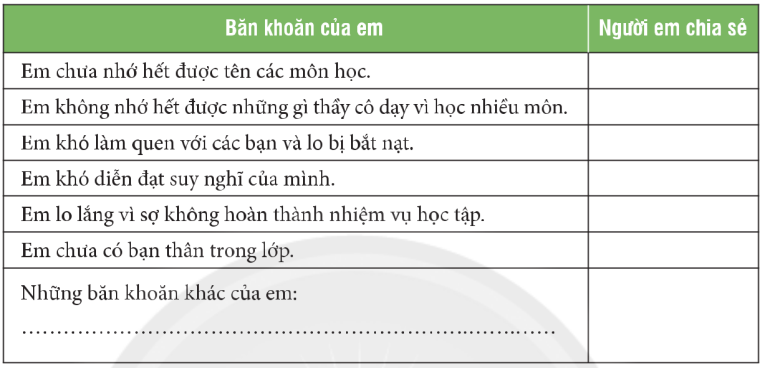 Băn khoăn của em Người em chia sẻ
Em chưa nhớ hết được tên các môn học.
Em không nhớ hết được những gì thầy cô dạy vì học nhiều môn.
Em khó làm quen với các bạn và lo bị bắt nạt.
Em khó diễn đạt suy nghĩ của mình.
Em lo lắng vì sợ không hoàn thành nhiệm vụ học tập.
Em chưa có bạn thân trong lớp.
Những băn khoăn khác của em:
……………………………………………………………………